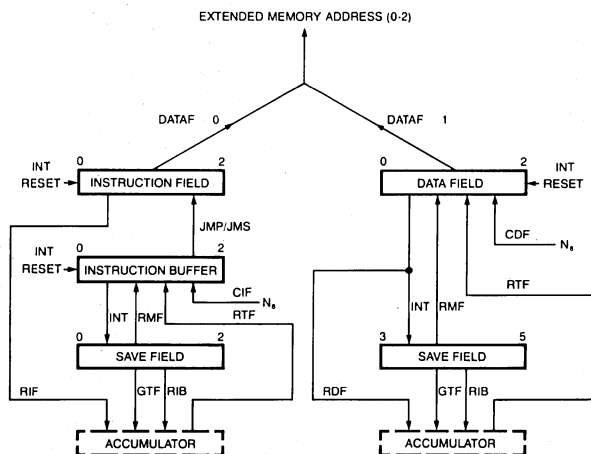 EXTENDED MEMORY ADDRESS (0-2)
DATAF 0
DATAF 1
0 2
0 2
INT RESET
INSTRUCTION FIELD
DATA FIELD
INT RESET
JMP/JMS
CDF
N₈
0 2
INT RESET
INSTRUCTION BUFFER
CIF
N₈
RTF
RTF
INT
RMF
INT
RMF
0 2
3 5
SAVE FIELD
SAVE FIELD
RIF
GTF
RIB
RDF
GTF
RIB
ACCUMULATOR
ACCUMULATOR